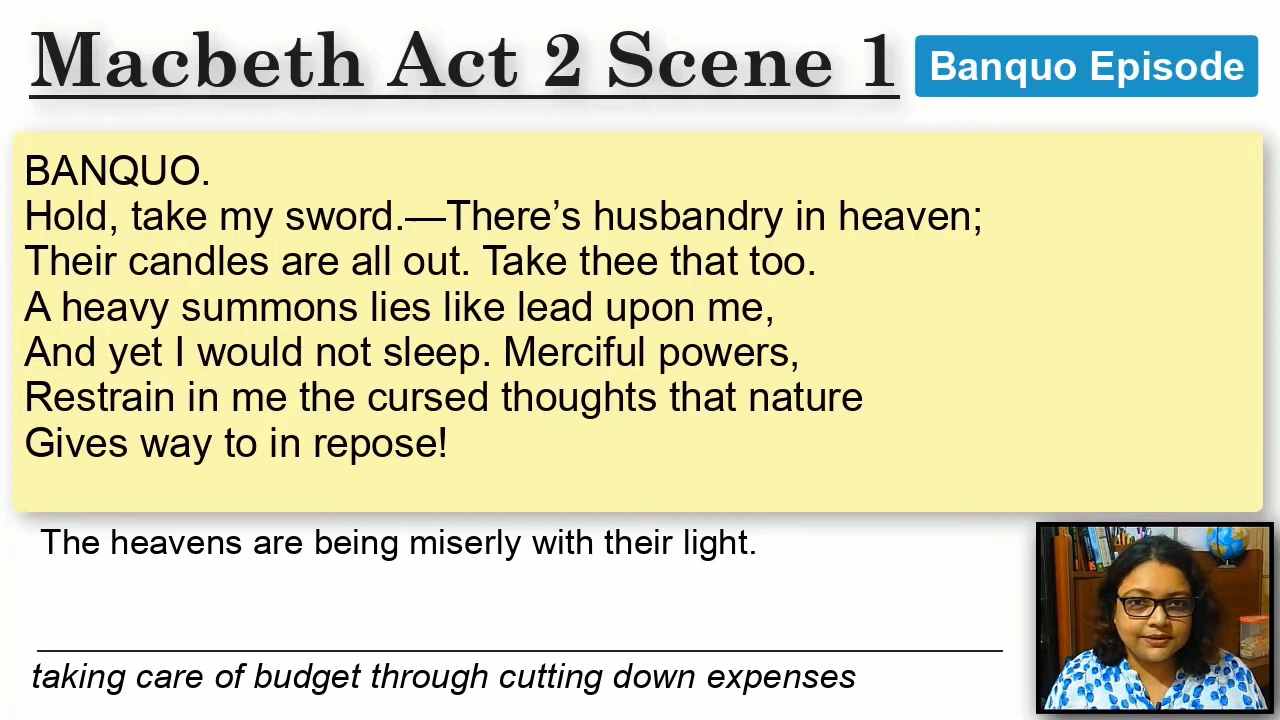 Macbeth Act 2 Scene 1
Banquo Episode
BANQUO.
Hold, take my sword.—There’s husbandry in heaven;
Their candles are all out. Take thee that too.
A heavy summons lies like lead upon me,
And yet I would not sleep. Merciful powers,
Restrain in me the cursed thoughts that nature
Gives way to in repose!
The heavens are being miserly with their light.
taking care of budget through cutting down expenses